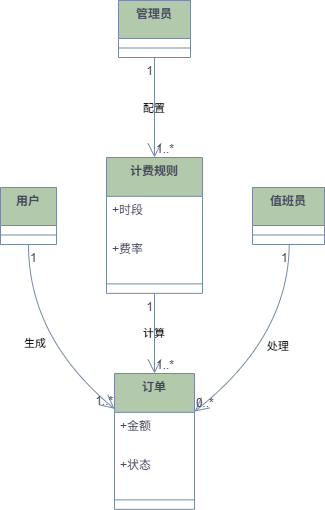 管理员
1
配置
1..*
计费规则
+时段
+费率
用户
1
值班员
1
1
计算
1..*
生成
处理
订单
1..*
0..*
+金额
+状态